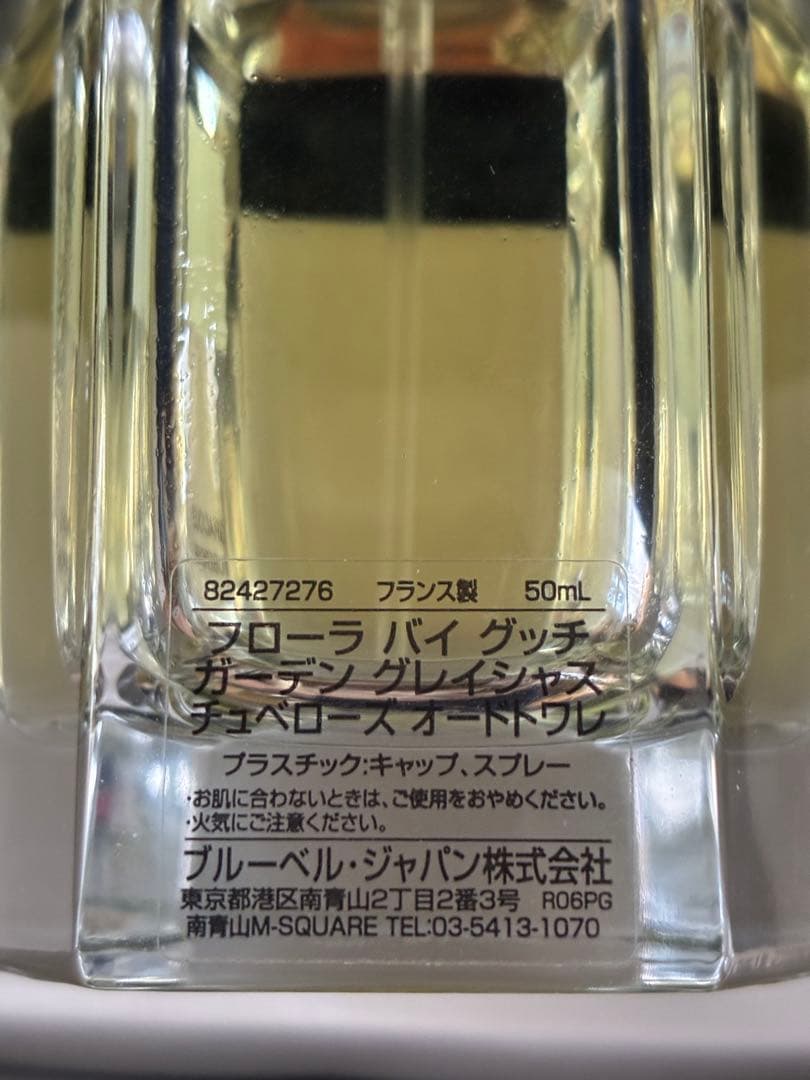 82427276 フランス製 50mL
フローラ バイ グッチ
ガーデン グレイシャス
チュベローズ オードトワレ
プラスチック:キャップ、スプレー
・お肌に合わないときは、ご使用をおやめください。
・火気にご注意ください。
ブルーベル・ジャパン株式会社
東京都港区南青山2丁目2番3号 R06PG
南青山M-SQUARE TEL:03-5413-1070